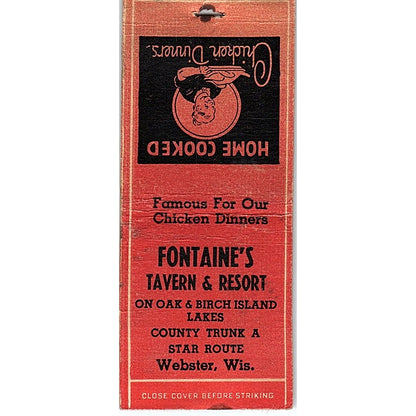 HOME COOKED
Chicken Dinners.
Famous For Our
Chicken Dinners
FONTAINE'S
TAVERN & RESORT
ON OAK & BIRCH ISLAND
LAKES
COUNTY TRUNK A
STAR ROUTE
Webster, Wis.
CLOSE COVER BEFORE STRIKING